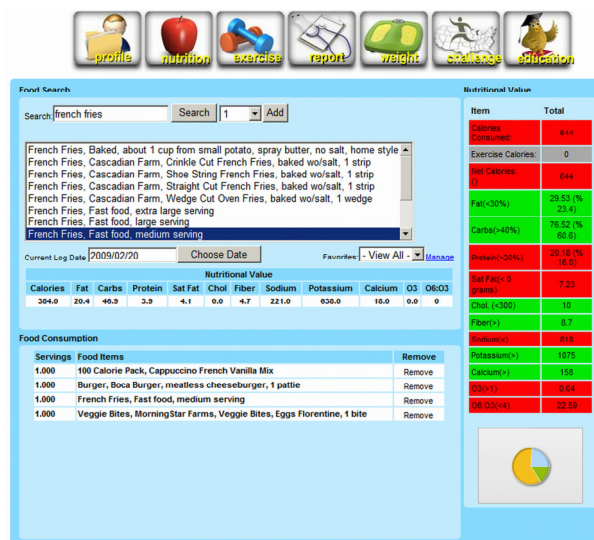 profile nutrition exercise report weight challenge education
Food Search
Search: french fries Search 1 Add
French Fries, Baked, about 1 cup from small potato, spray butter, no salt, home style
French Fries, Cascadian Farm, Crinkle Cut French Fries, baked wo/salt, 1 strip
French Fries, Cascadian Farm, Shoe String French Fries, baked wo/salt, 1 strip
French Fries, Cascadian Farm, Straight Cut French Fries, baked wo/salt, 1 strip
French Fries, Cascadian Farm, Wedge Cut Oven Fries, baked wo/salt, 1 wedge
French Fries, Fast food, extra large serving
French Fries, Fast food, large serving
French Fries, Fast food, medium serving
Current Log Date 2009/02/20 Choose Date Favorites: - View All - Manage
Nutritional Value
Calories Fat Carbs Protein Sat Fat Chol Fiber Sodium Potassium Calcium O3 O6:O3
384.0 20.4 46.9 3.9 4.1 0.0 4.7 221.0 638.0 18.0 0.0 0
Food Consumption
Servings Food Items Remove
1.000 100 Calorie Pack, Cappuccino French Vanilla Mix Remove
1.000 Burger, Boca Burger, meatless cheeseburger, 1 pattie Remove
1.000 French Fries, Fast food, medium serving Remove
1.000 Veggie Bites, MorningStar Farms, Veggie Bites, Eggs Florentine, 1 bite Remove
Nutritional Value
Item Total
Calories
Consumed: 644
Exercise Calories: 0
Net Calories:
() 644
Fat(<30%) 29.53 (%
23.4)
Carbs(>40%) 76.52 (%
60.6)
Protein(>30%) 20.18 (%
16.0)
Sat Fat(< 0
grams) 7.23
Chol. (<300) 10
Fiber(>) 8.7
Sodium(<) 818
Potassium(>) 1075
Calcium(>) 158
O3(>1) 0.04
O6:O3(<4) 22.59